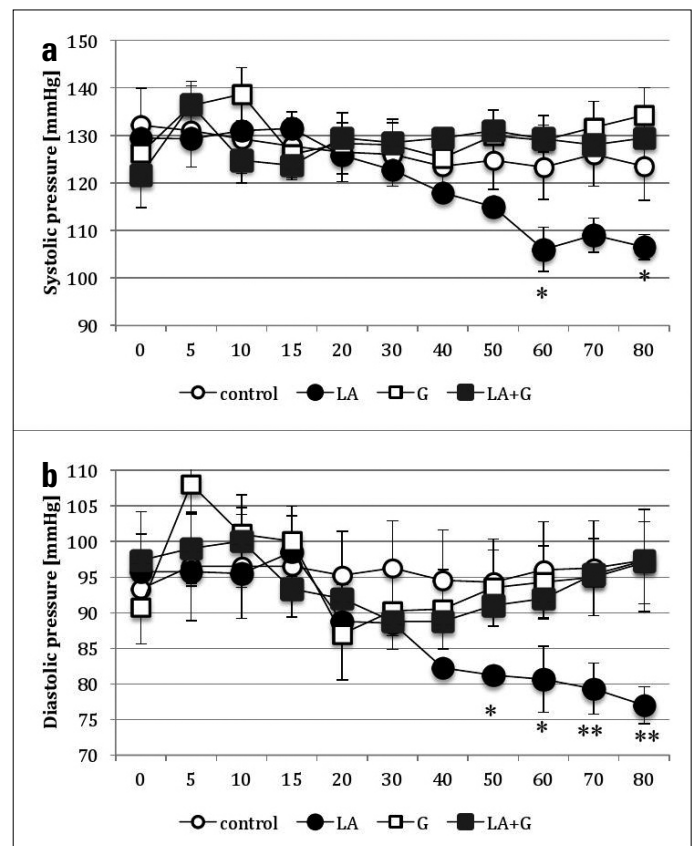 a
Systolic pressure [mmHg]
150
140
130
120
110
100
90
*
*
0 5 10 15 20 30 40 50 60 70 80
control LA G LA+G
b
Diastolic pressure [mmHg]
110
105
100
95
90
85
80
75
70
*
*
**
**
0 5 10 15 20 30 40 50 60 70 80
control LA G LA+G